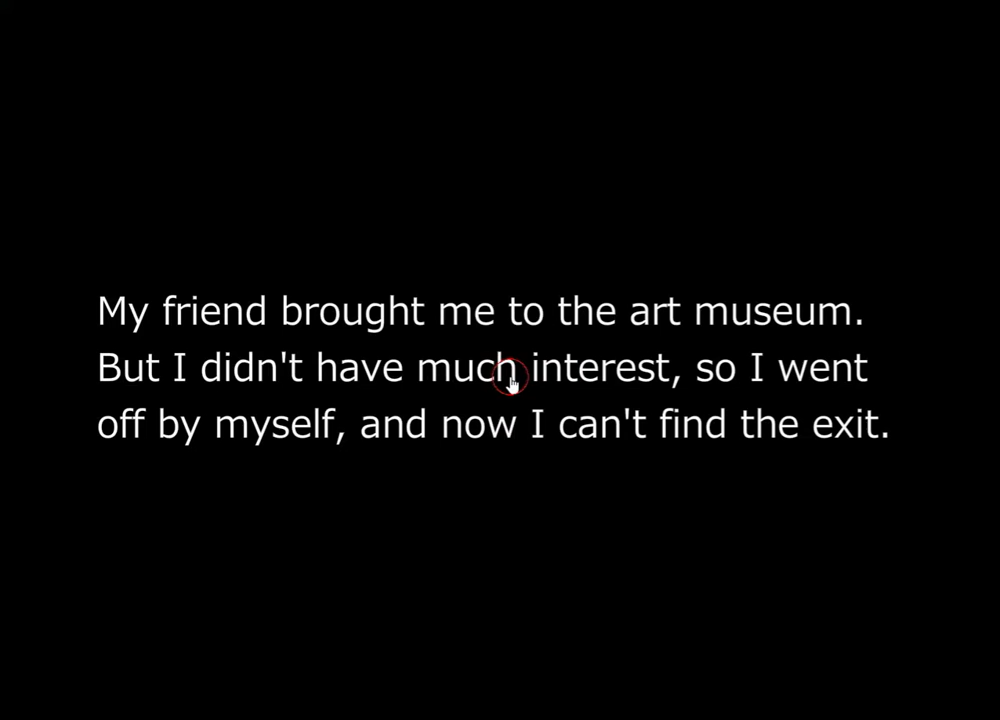 My friend brought me to the art museum.
But I didn't have much interest, so I went
off by myself, and now I can't find the exit.